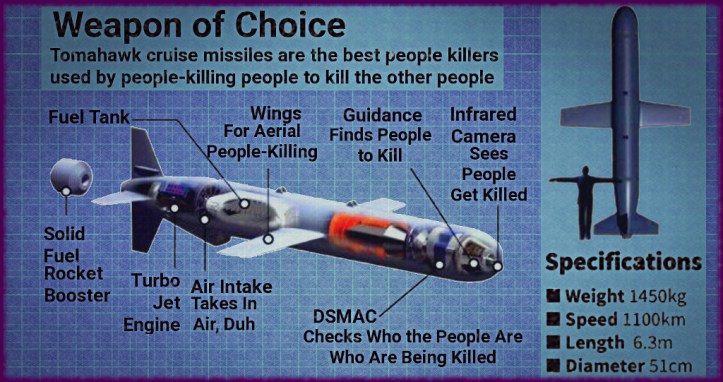 Weapon of Choice
Tomahawk cruise missiles are the best people killers
used by people-killing people to kill the other people
Fuel Tank
Wings
For Aerial
People-Killing
Guidance
Finds People
to Kill
Infrared
Camera
Sees
People
Get Killed
Solid
Fuel
Rocket
Booster
Turbo
Jet
Engine
Air Intake
Takes In
Air, Duh
DSMAC
Checks Who the People Are
Who Are Being Killed
Specifications
Weight 1450kg
Speed 1100km
Length 6.3m
Diameter 51cm